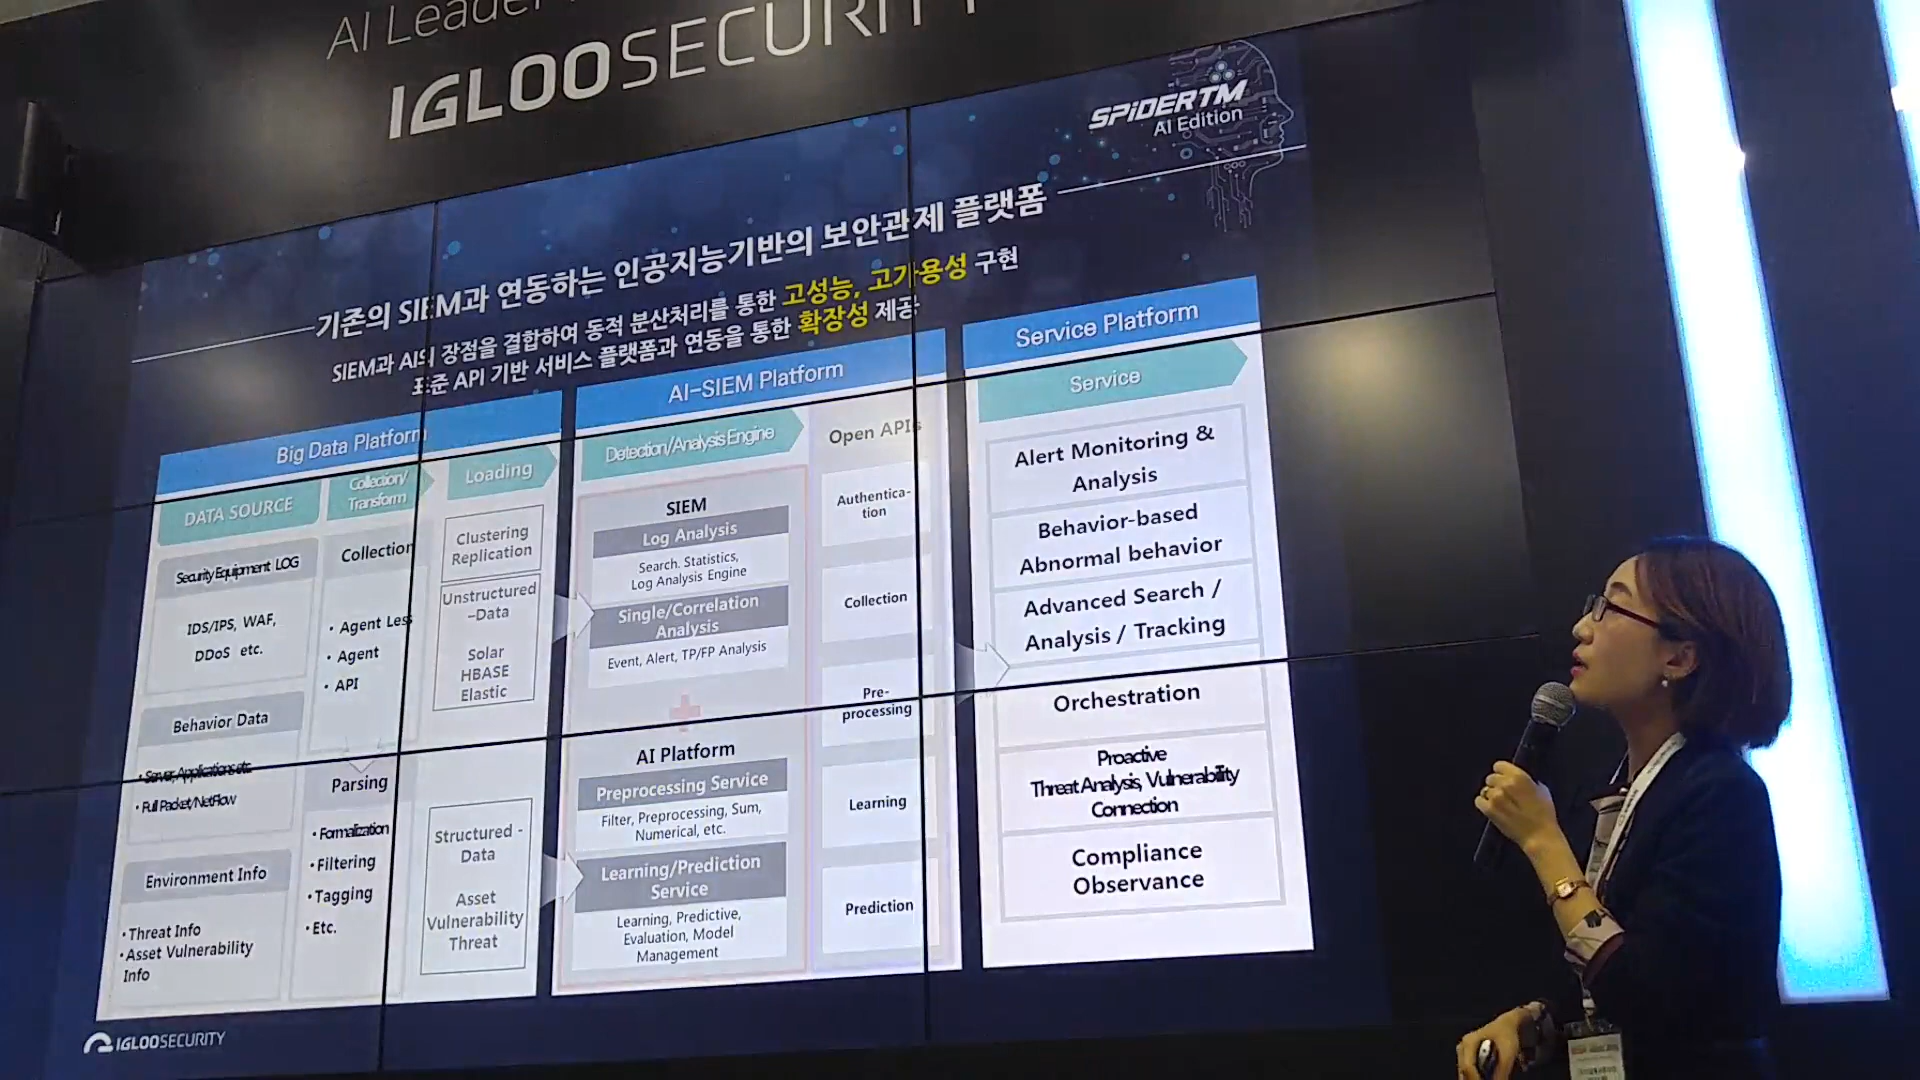 AI Leader
IGLOOSECURITY
SPiDERTM
AI Edition
기존의 SIEM과 연동하는 인공지능기반의 보안관제 플랫폼
SIEM과 AI의 장점을 결합하여 동적 분산처리를 통한 고성능, 고가용성 구현
표준 API 기반 서비스 플랫폼과 연동을 통한 확장성 제공
Big Data Platform
DATA SOURCE
Security Equipment LOG
IDS/IPS, WAF,
DDoS etc.
Behavior Data
• Server, Applications etc.
• Full Packet/NetFlow
Environment Info
• Threat Info
• Asset Vulnerability
Info
Collection/
Transform
Collection
• Agent Less
• Agent
• API
Parsing
• Formalization
• Filtering
• Tagging
• Etc.
Loading
Clustering
Replication
Unstructured
-Data
Solar
HBASE
Elastic
Structured -
Data
Asset
Vulnerability
Threat
AI-SIEM Platform
Detection/Analysis Engine
SIEM
Log Analysis
Search. Statistics,
Log Analysis Engine
Single/Correlation
Analysis
Event, Alert, TP/FP Analysis
AI Platform
Preprocessing Service
Filter, Preprocessing, Sum,
Numerical, etc.
Learning/Prediction
Service
Learning, Predictive,
Evaluation, Model
Management
Open APIs
Authentica-
tion
Collection
Pre-
processing
Learning
Prediction
Service Platform
Service
Alert Monitoring &
Analysis
Behavior-based
Abnormal behavior
Advanced Search /
Analysis / Tracking
Orchestration
Proactive
Threat Analysis, Vulnerability
Connection
Compliance
Observance
IGLOOSECURITY